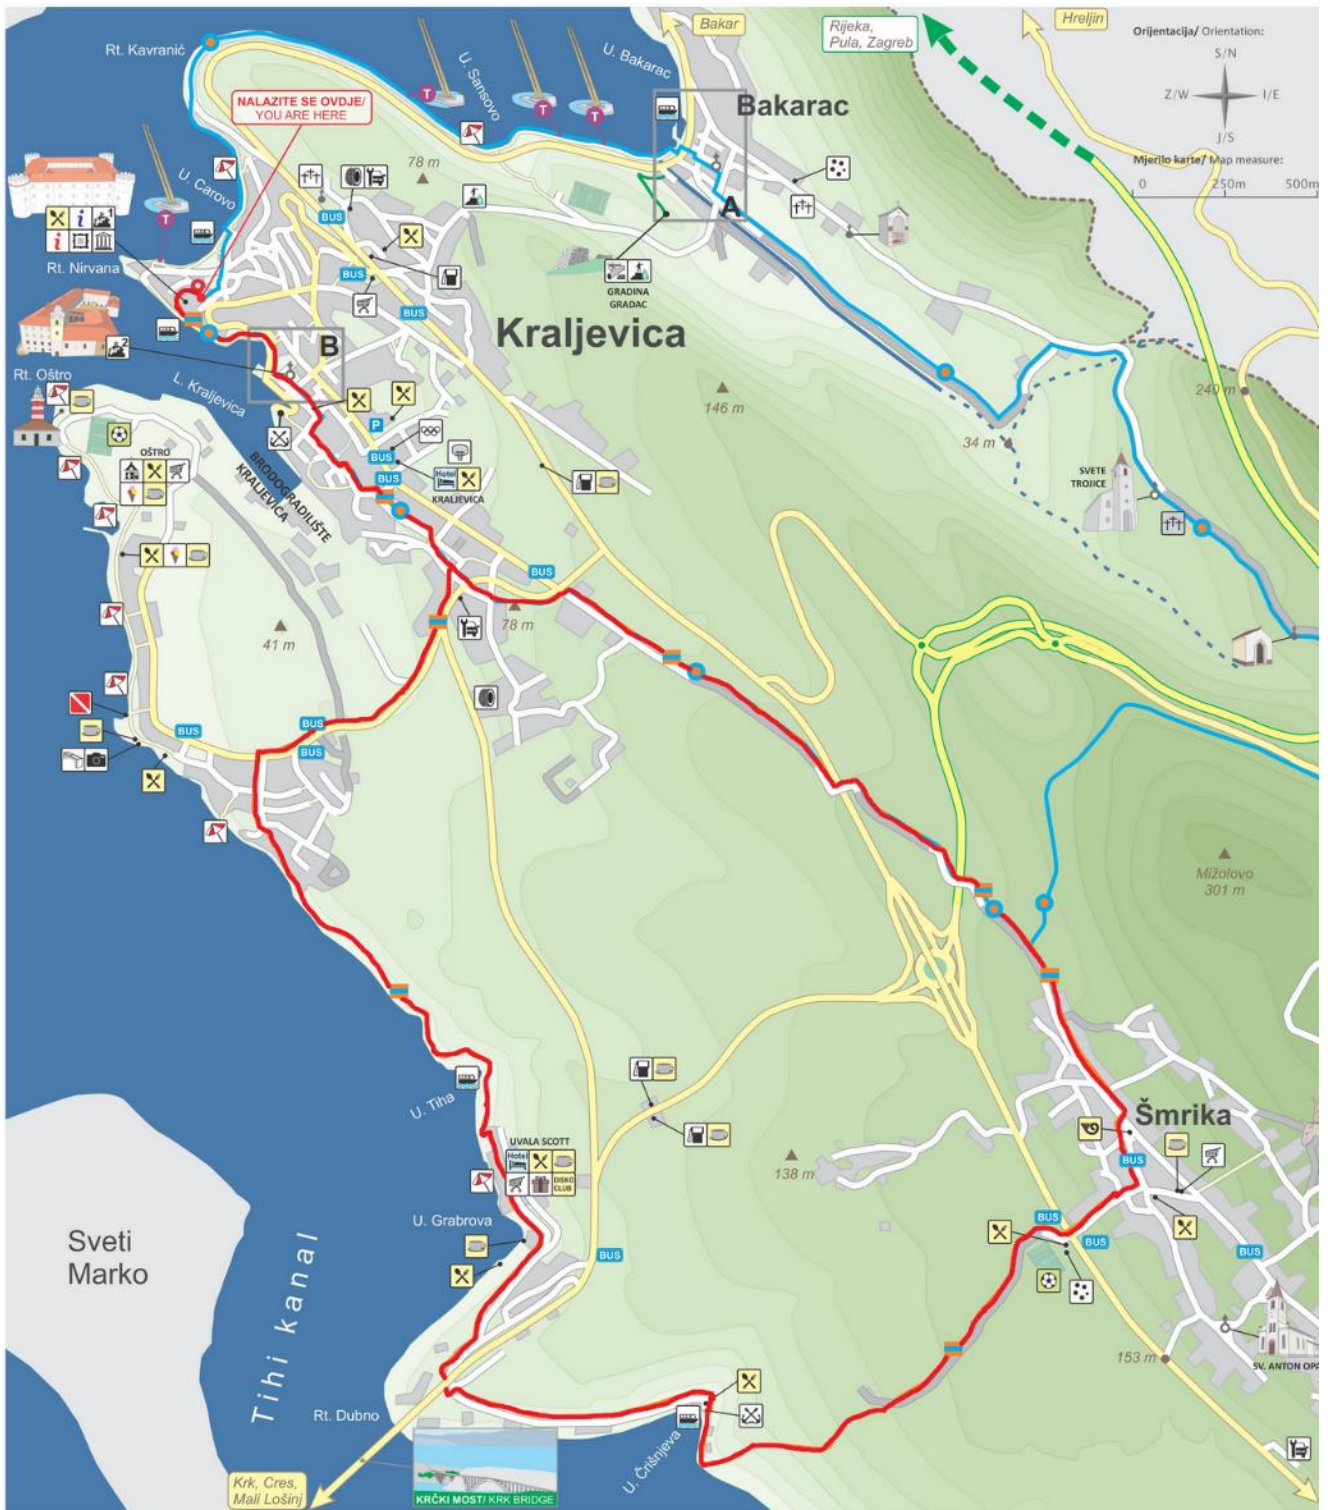 Rt. Kavranić
U. Sansovo
U. Bakarac
Bakar
Rijeka,
Pula, Zagreb
Hreljin
Orijentacija/ Orientation:
S/N
Z/W
I/E
J/S
Mjerilo karte/ Map measure:
0
250m
500m
NALAZITE SE OVDJE/
YOU ARE HERE
T
T
T
Bakarac
78 m
U. Carovo
T
BUS
A
Rt. Nirvana
BUS
GRADINA
GRADAC
BUS
Kraljevica
B
Rt. Oštro
L. Kraljevica
146 m
240 m
P
34 m
OŠTRO
BRODOGRADILIŠTE
KRALJEVICA
BUS
Hotel
KRALJEVICA
BUS
SVETE
TROJICE
BUS
78 m
41 m
BUS
BUS
BUS
Mižolovo
301 m
U. Tiha
Šmrika
UVALA SCOTT
Hotel
DISKO
CLUB
BUS
138 m
U. Grabrova
BUS
BUS
BUS
BUS
Sveti
Marko
Tihi kanal
153 m
SV. ANTON OPA
Rt. Dubno
U. Črišnjeva
Krk, Cres,
Mali Lošinj
KRČKI MOST/ KRK BRIDGE